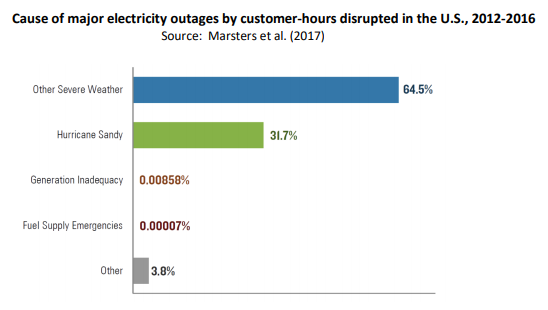 Cause of major electricity outages by customer-hours disrupted in the U.S., 2012-2016
Source: Marsters et al. (2017)
Other Severe Weather 64.5%
Hurricane Sandy 31.7%
Generation Inadequacy 0.00858%
Fuel Supply Emergencies 0.00007%
Other 3.8%